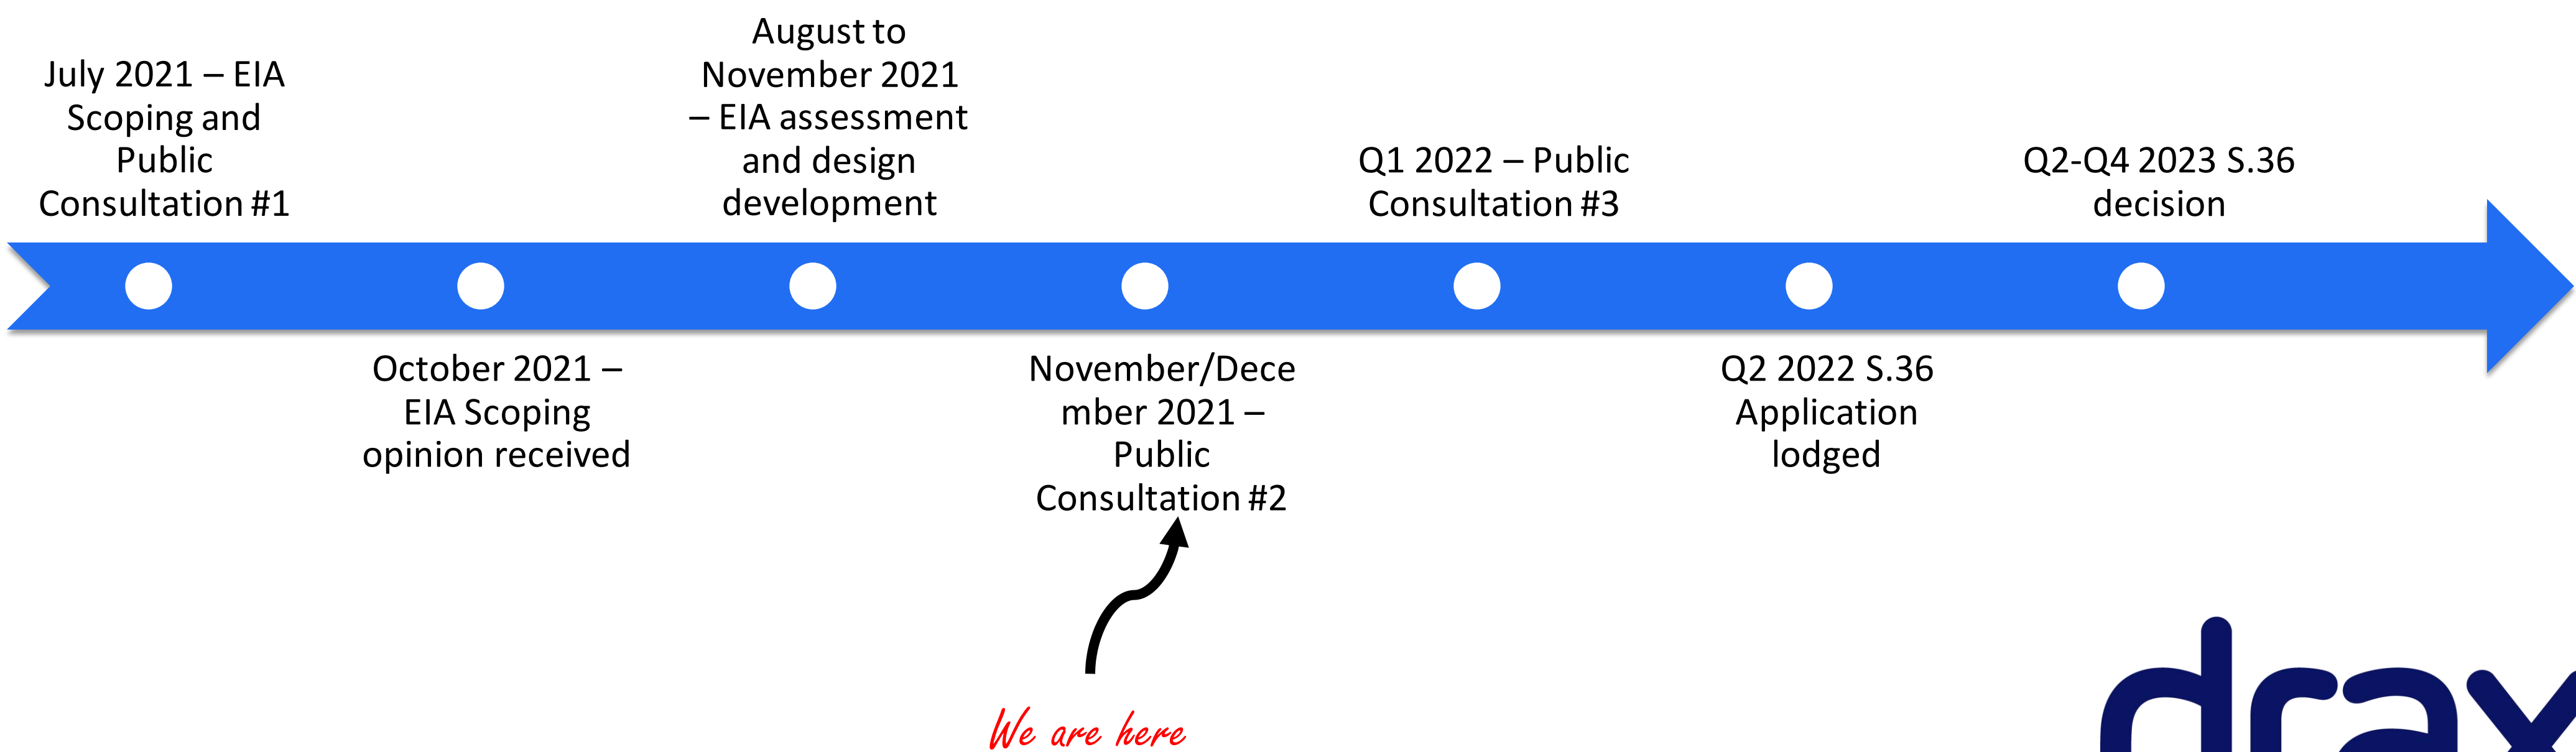 July 2021 – EIA
Scoping and
Public
Consultation #1
October 2021 –
EIA Scoping
opinion received
August to
November 2021
– EIA assessment
and design
development
November/Dece
mber 2021 –
Public
Consultation #2
Q1 2022 – Public
Consultation #3
Q2 2022 S.36
Application
lodged
Q2-Q4 2023 S.36
decision
We are here
drax